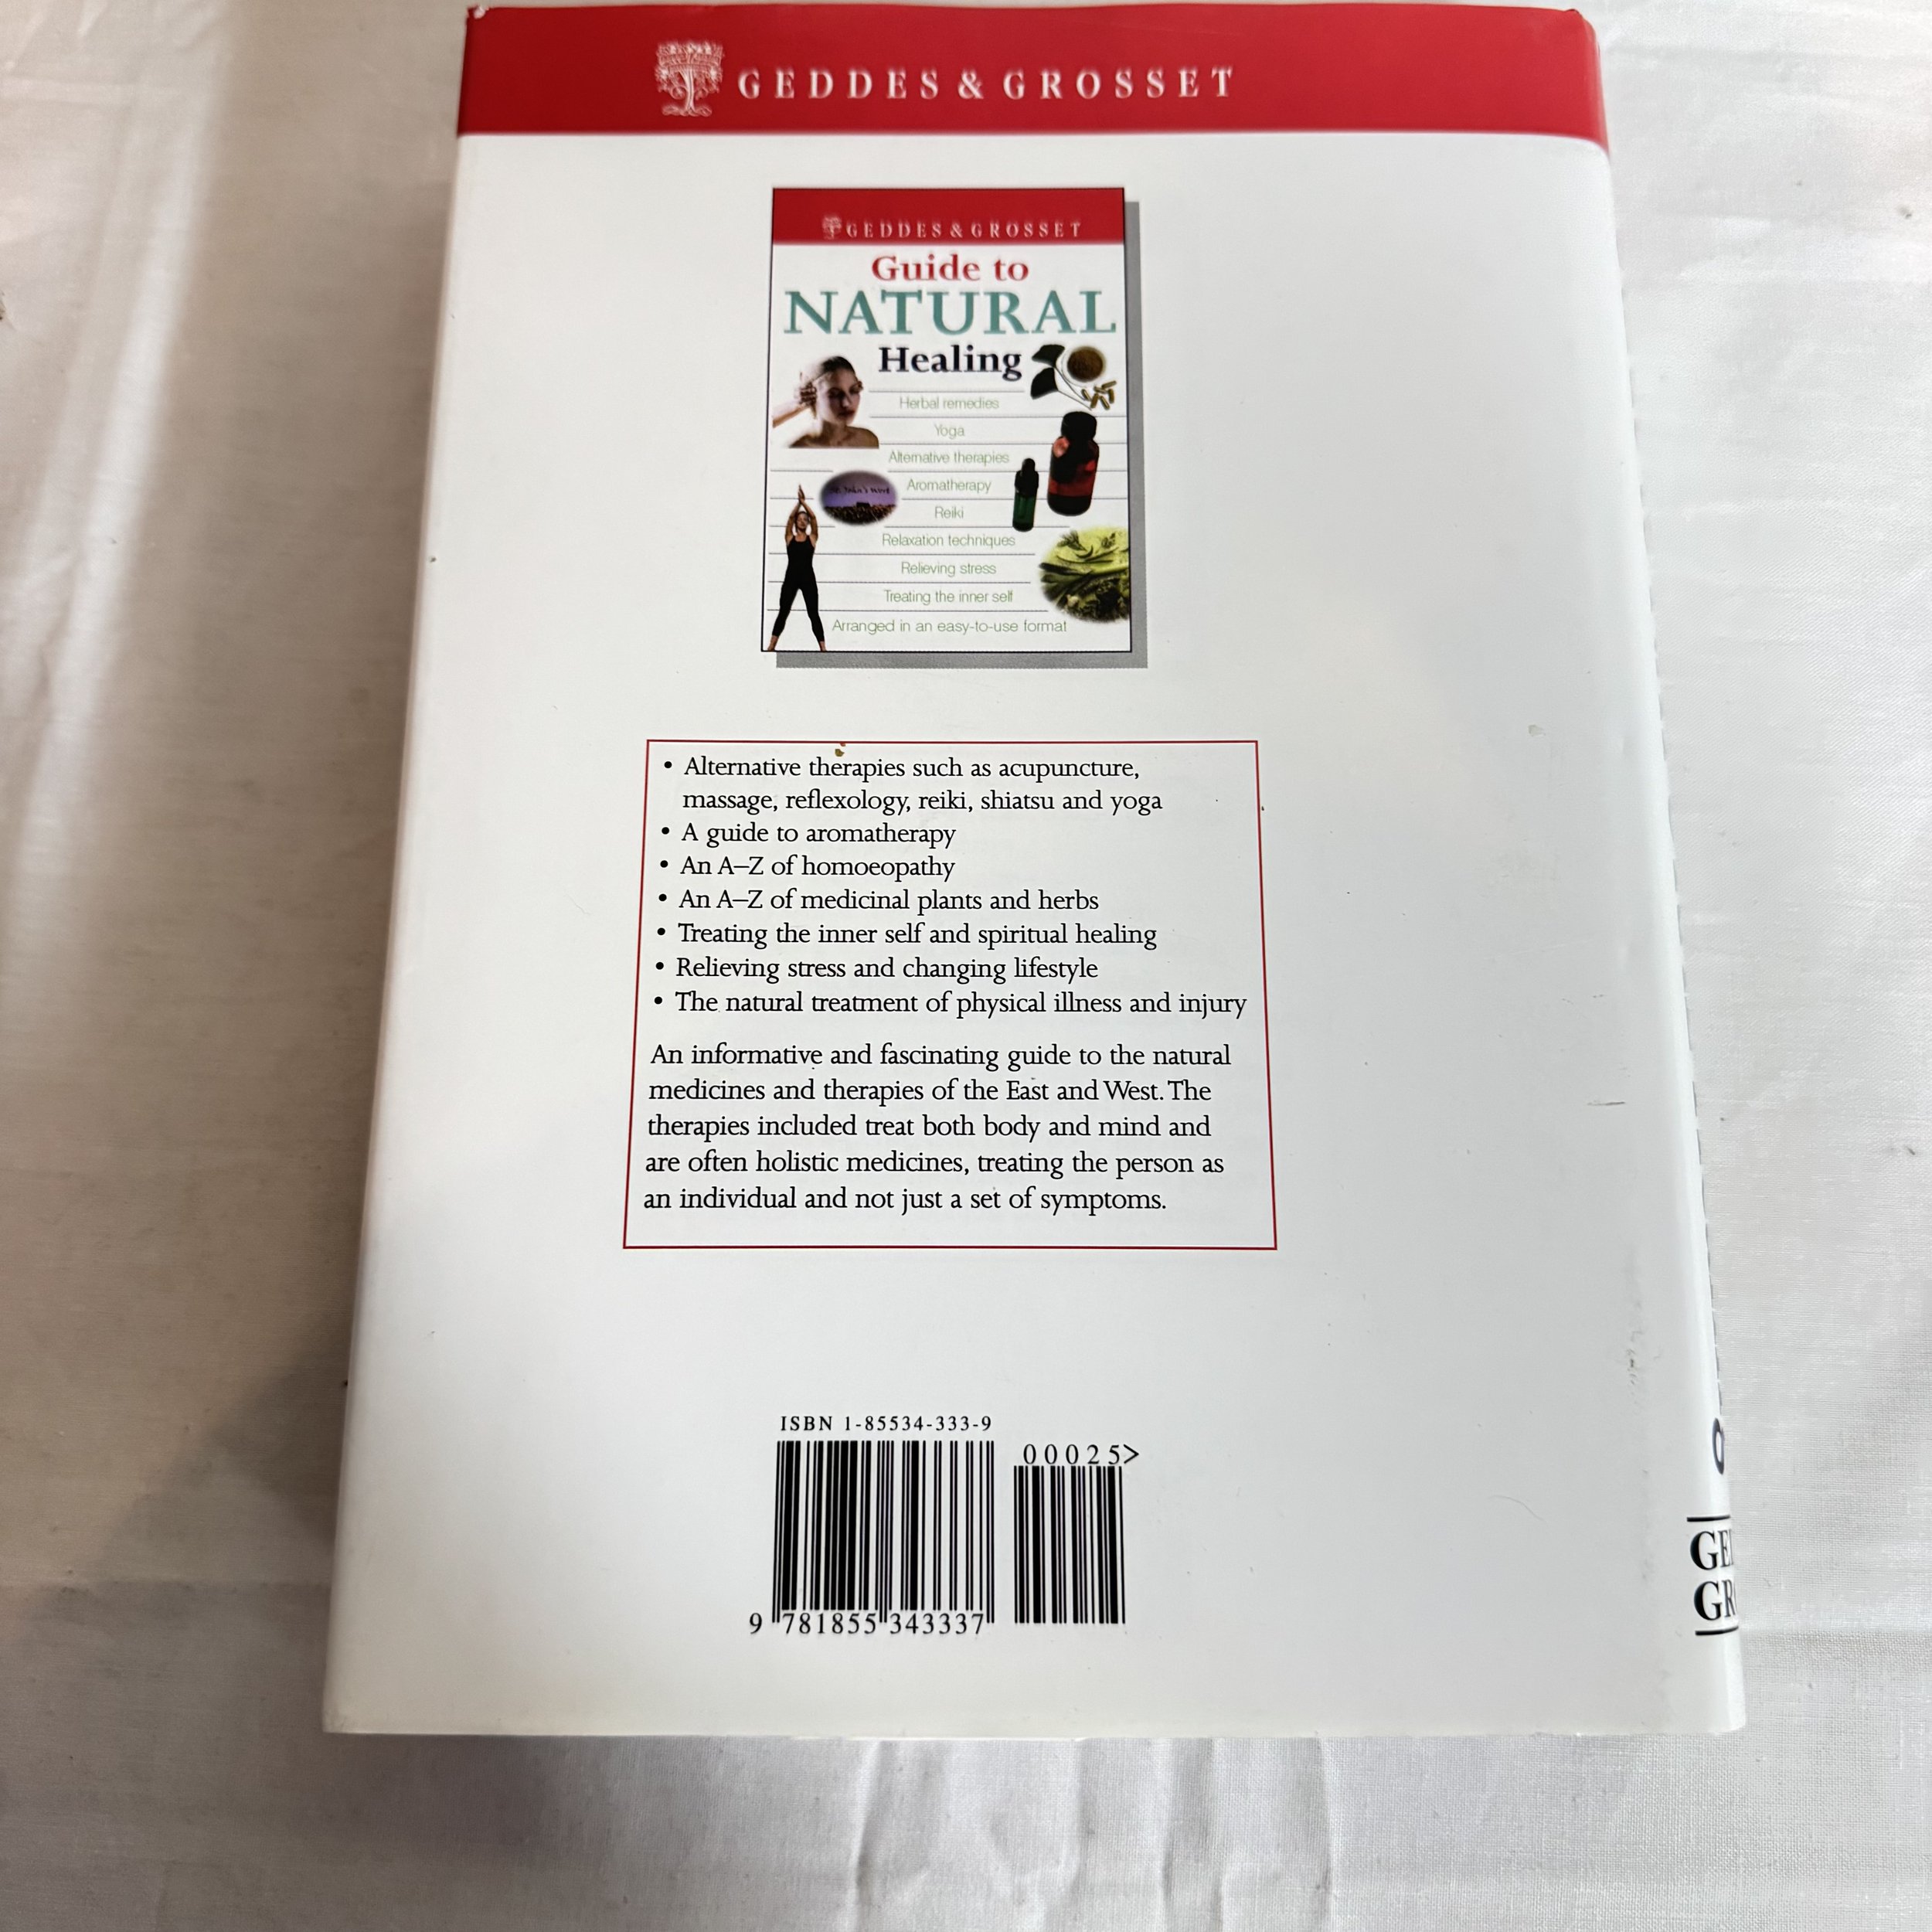 GEDDES & GROSSET
GEDDES & GROSSET
Guide to
NATURAL
Healing
Herbal remedies
Yoga
Alternative therapies
Aromatherapy
St. John's Wort
Reiki
Relaxation techniques
Relieving stress
Treating the inner self
Arranged in an easy-to-use format
• Alternative therapies such as acupuncture,
massage, reflexology, reiki, shiatsu and yoga
• A guide to aromatherapy
• An A–Z of homoeopathy
• An A–Z of medicinal plants and herbs
• Treating the inner self and spiritual healing
• Relieving stress and changing lifestyle
• The natural treatment of physical illness and injury
An informative and fascinating guide to the natural
medicines and therapies of the East and West. The
therapies included treat both body and mind and
are often holistic medicines, treating the person as
an individual and not just a set of symptoms.
ISBN 1-85534-333-9
00025>
9 781855 343337
GE
GR